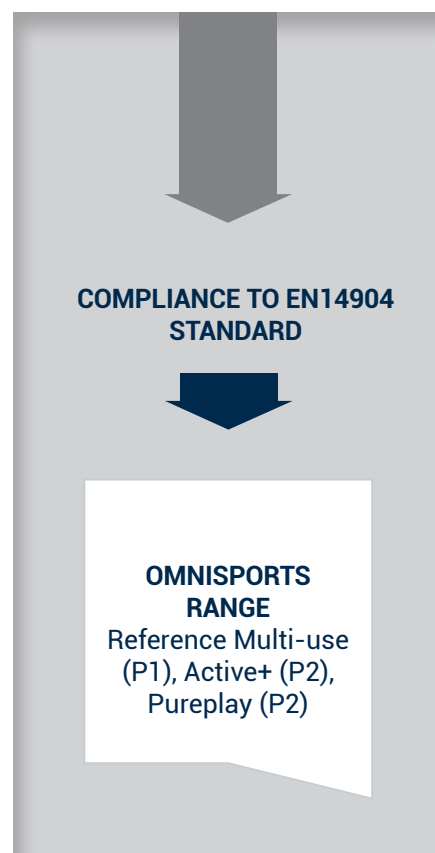 COMPLIANCE TO EN14904
STANDARD
OMNISPORTS
RANGE
Reference Multi-use
(P1), Active+ (P2),
Pureplay (P2)